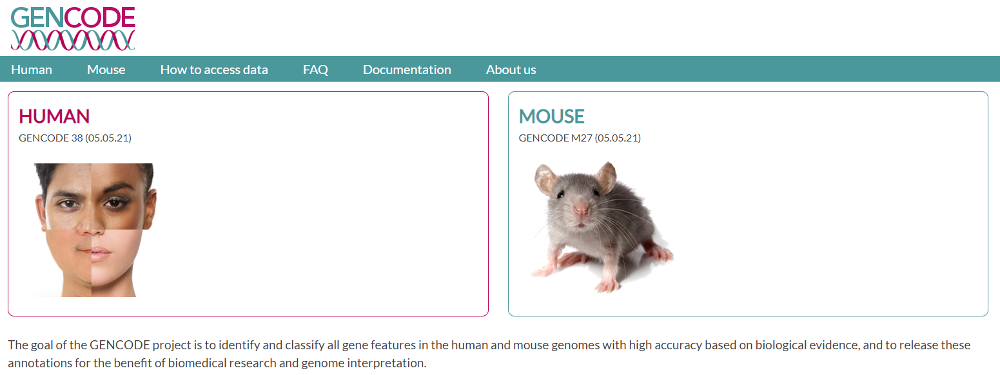 GENCODE
Human Mouse How to access data FAQ Documentation About us
HUMAN
GENCODE 38 (05.05.21)
MOUSE
GENCODE M27 (05.05.21)
The goal of the GENCODE project is to identify and classify all gene features in the human and mouse genomes with high accuracy based on biological evidence, and to release these
annotations for the benefit of biomedical research and genome interpretation.